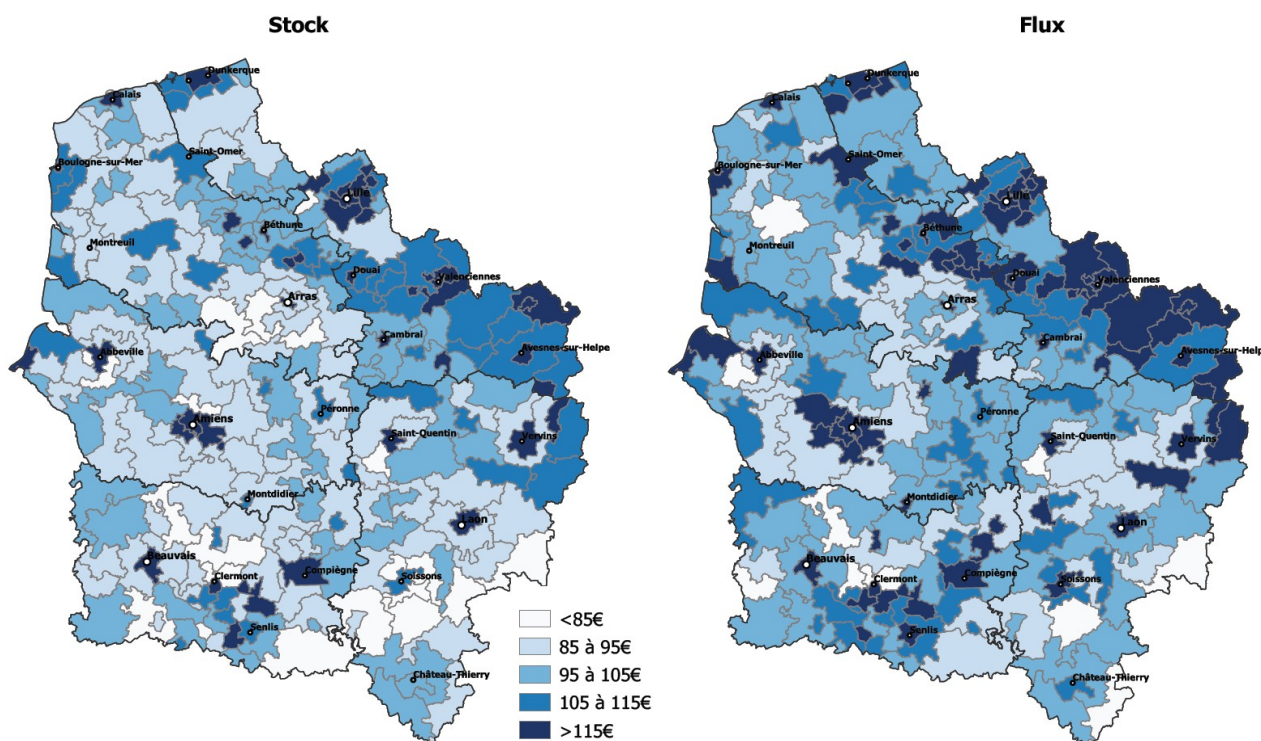 Stock
Flux
Dunkerque
Calais
Saint-Omer
Boulogne-sur-Mer
Lille
Béthune
Montreuil
Douai
Valenciennes
Arras
Cambrai
Avesnes-sur-Helpe
Abbeville
Péronne
Amiens
Saint-Quentin
Vervins
Montdidier
Laon
Beauvais
Compiègne
Clermont
Soissons
Senlis
Château-Thierry
Dunkerque
Calais
Saint-Omer
Boulogne-sur-Mer
Lille
Béthune
Montreuil
Douai
Valenciennes
Arras
Cambrai
Avesnes-sur-Help
Abbeville
Péronne
Amiens
Saint-Quentin
Vervins
Montdidier
Laon
Beauvais
Compiègne
Clermont
Soissons
Senlis
Château-Thierry
<85€
85 à 95€
95 à 105€
105 à 115€
>115€